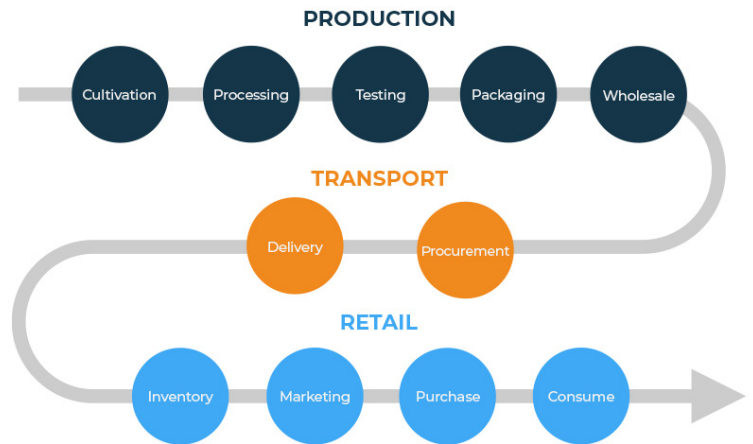 PRODUCTION
Cultivation
Processing
Testing
Packaging
Wholesale
TRANSPORT
Delivery
Procurement
RETAIL
Inventory
Marketing
Purchase
Consume